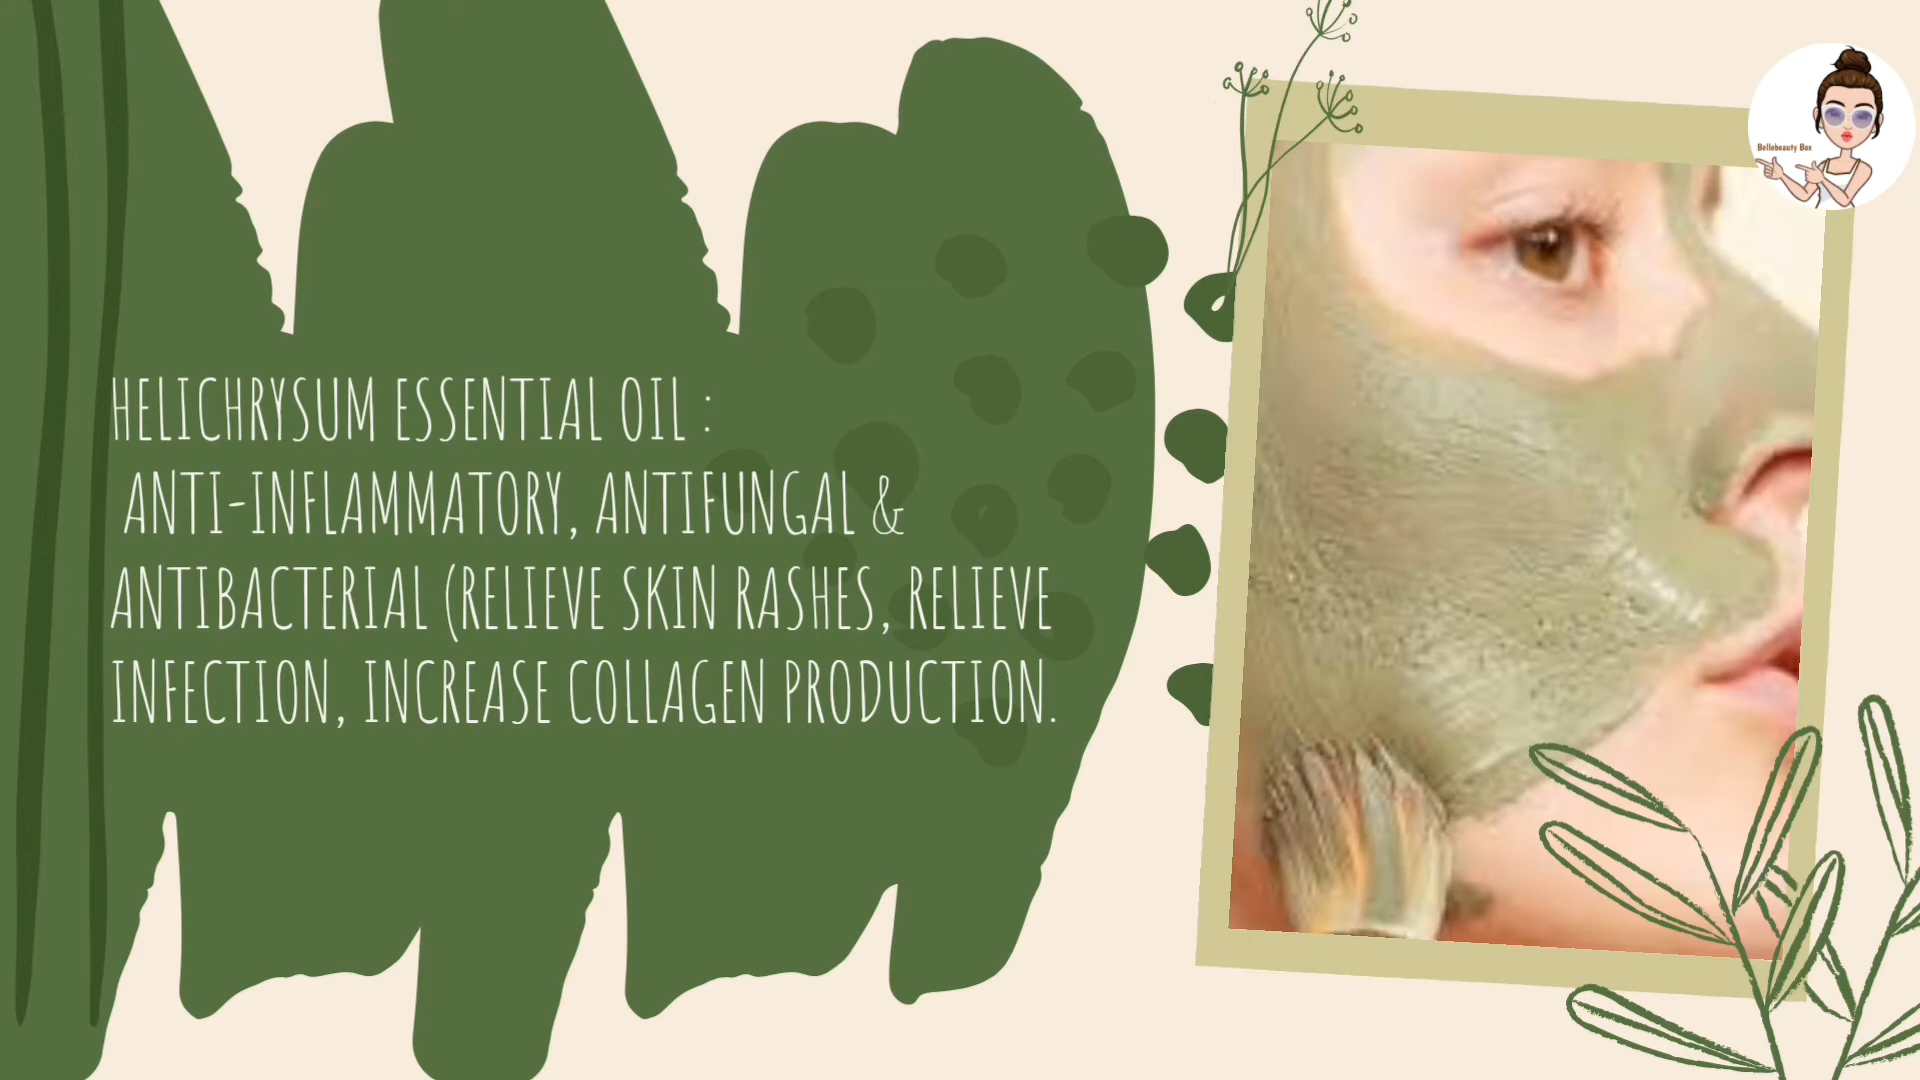 HELICHRYSUM ESSENTIAL OIL :
ANTI-INFLAMMATORY, ANTIFUNGAL &
ANTIBACTERIAL (RELIEVE SKIN RASHES, RELIEVE
INFECTION, INCREASE COLLAGEN PRODUCTION.
Bellebeauty Box